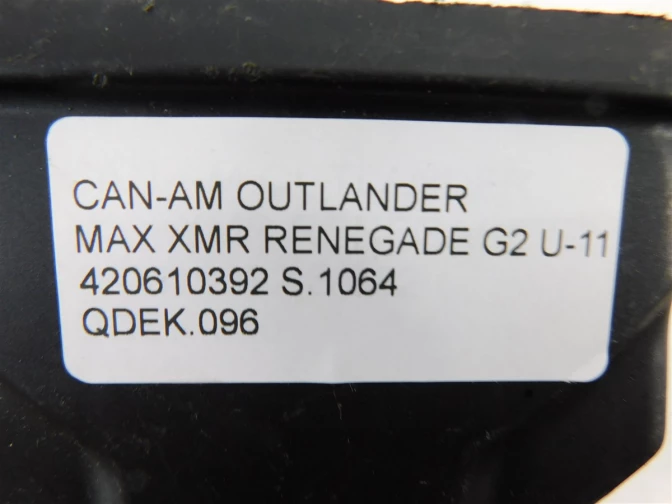 CAN-AM OUTLANDER
MAX XMR RENEGADE G2 U-11
420610392 S.1064
QDEK.096